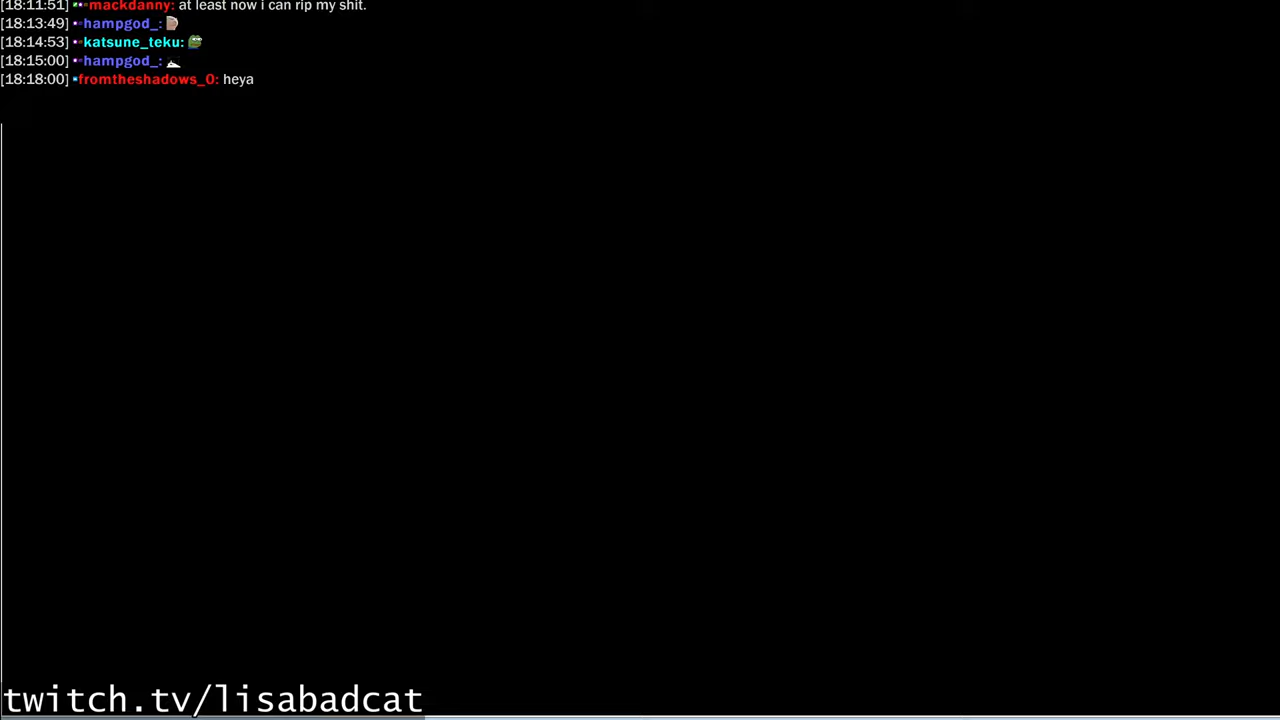 [18:11:51] mackdanny: at least now i can rip my shit.
[18:13:49] hampgod_:
[18:14:53] katsune_teku:
[18:15:00] hampgod_:
[18:18:00] fromtheshadows_0: heya
twitch.tv/lisabadcat